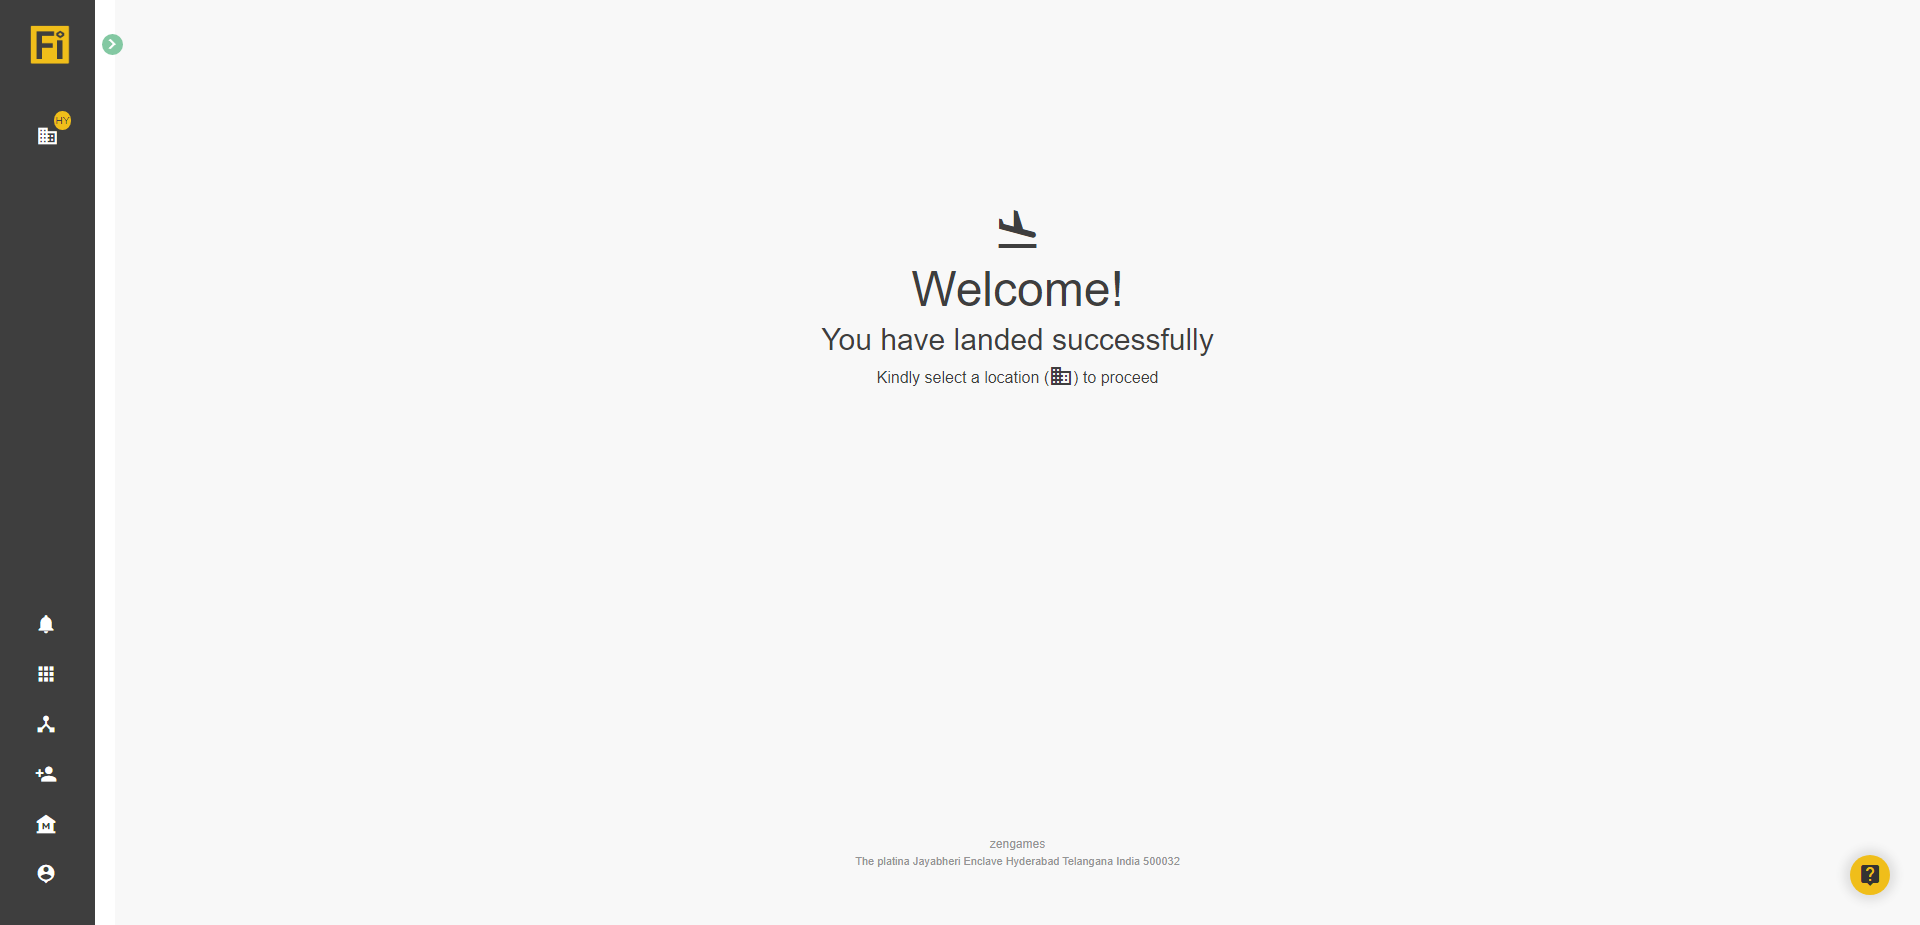 Fi
HY
Welcome!
You have landed successfully
Kindly select a location ( ) to proceed
M
zengames
The platina Jayabheri Enclave Hyderabad Telangana India 500032
?